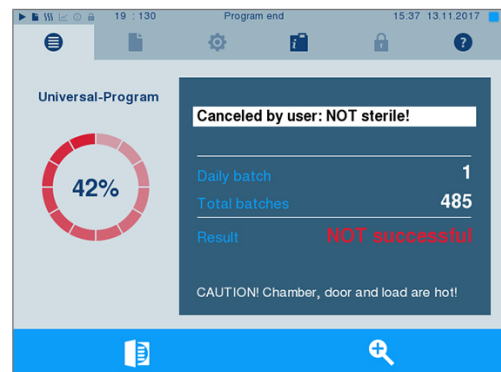 19 : 130 Program end 15:37 13.11.2017
Universal-Program
42%
Canceled by user: NOT sterile!
Daily batch 1
Total batches 485
Result NOT successful
CAUTION! Chamber, door and load are hot!